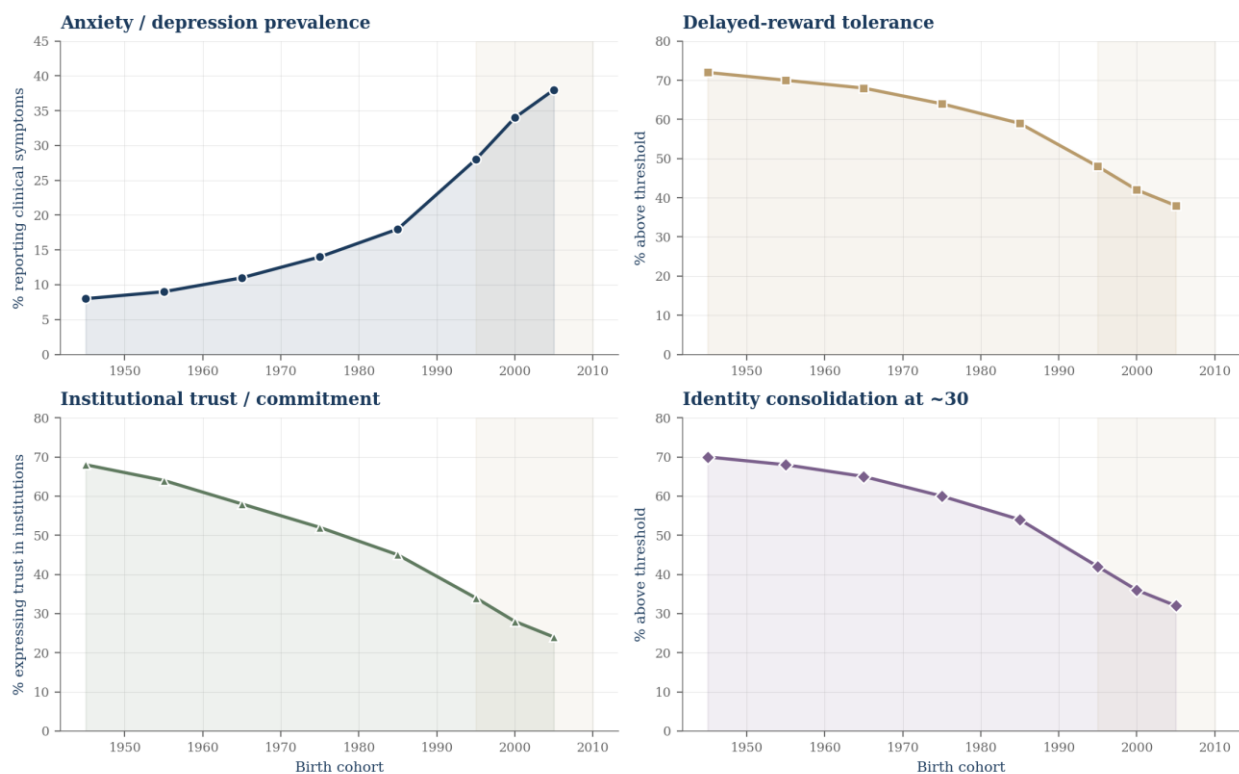 Anxiety / depression prevalence
% reporting clinical symptoms
45
40
35
30
25
20
15
10
5
0
1950 1960 1970 1980 1990 2000 2010
Delayed-reward tolerance
% above threshold
80
70
60
50
40
30
20
10
0
1950 1960 1970 1980 1990 2000 2010
Institutional trust / commitment
% expressing trust in institutions
80
70
60
50
40
30
20
10
0
1950 1960 1970 1980 1990 2000 2010
Birth cohort
Identity consolidation at ~30
% above threshold
80
70
60
50
40
30
20
10
0
1950 1960 1970 1980 1990 2000 2010
Birth cohort